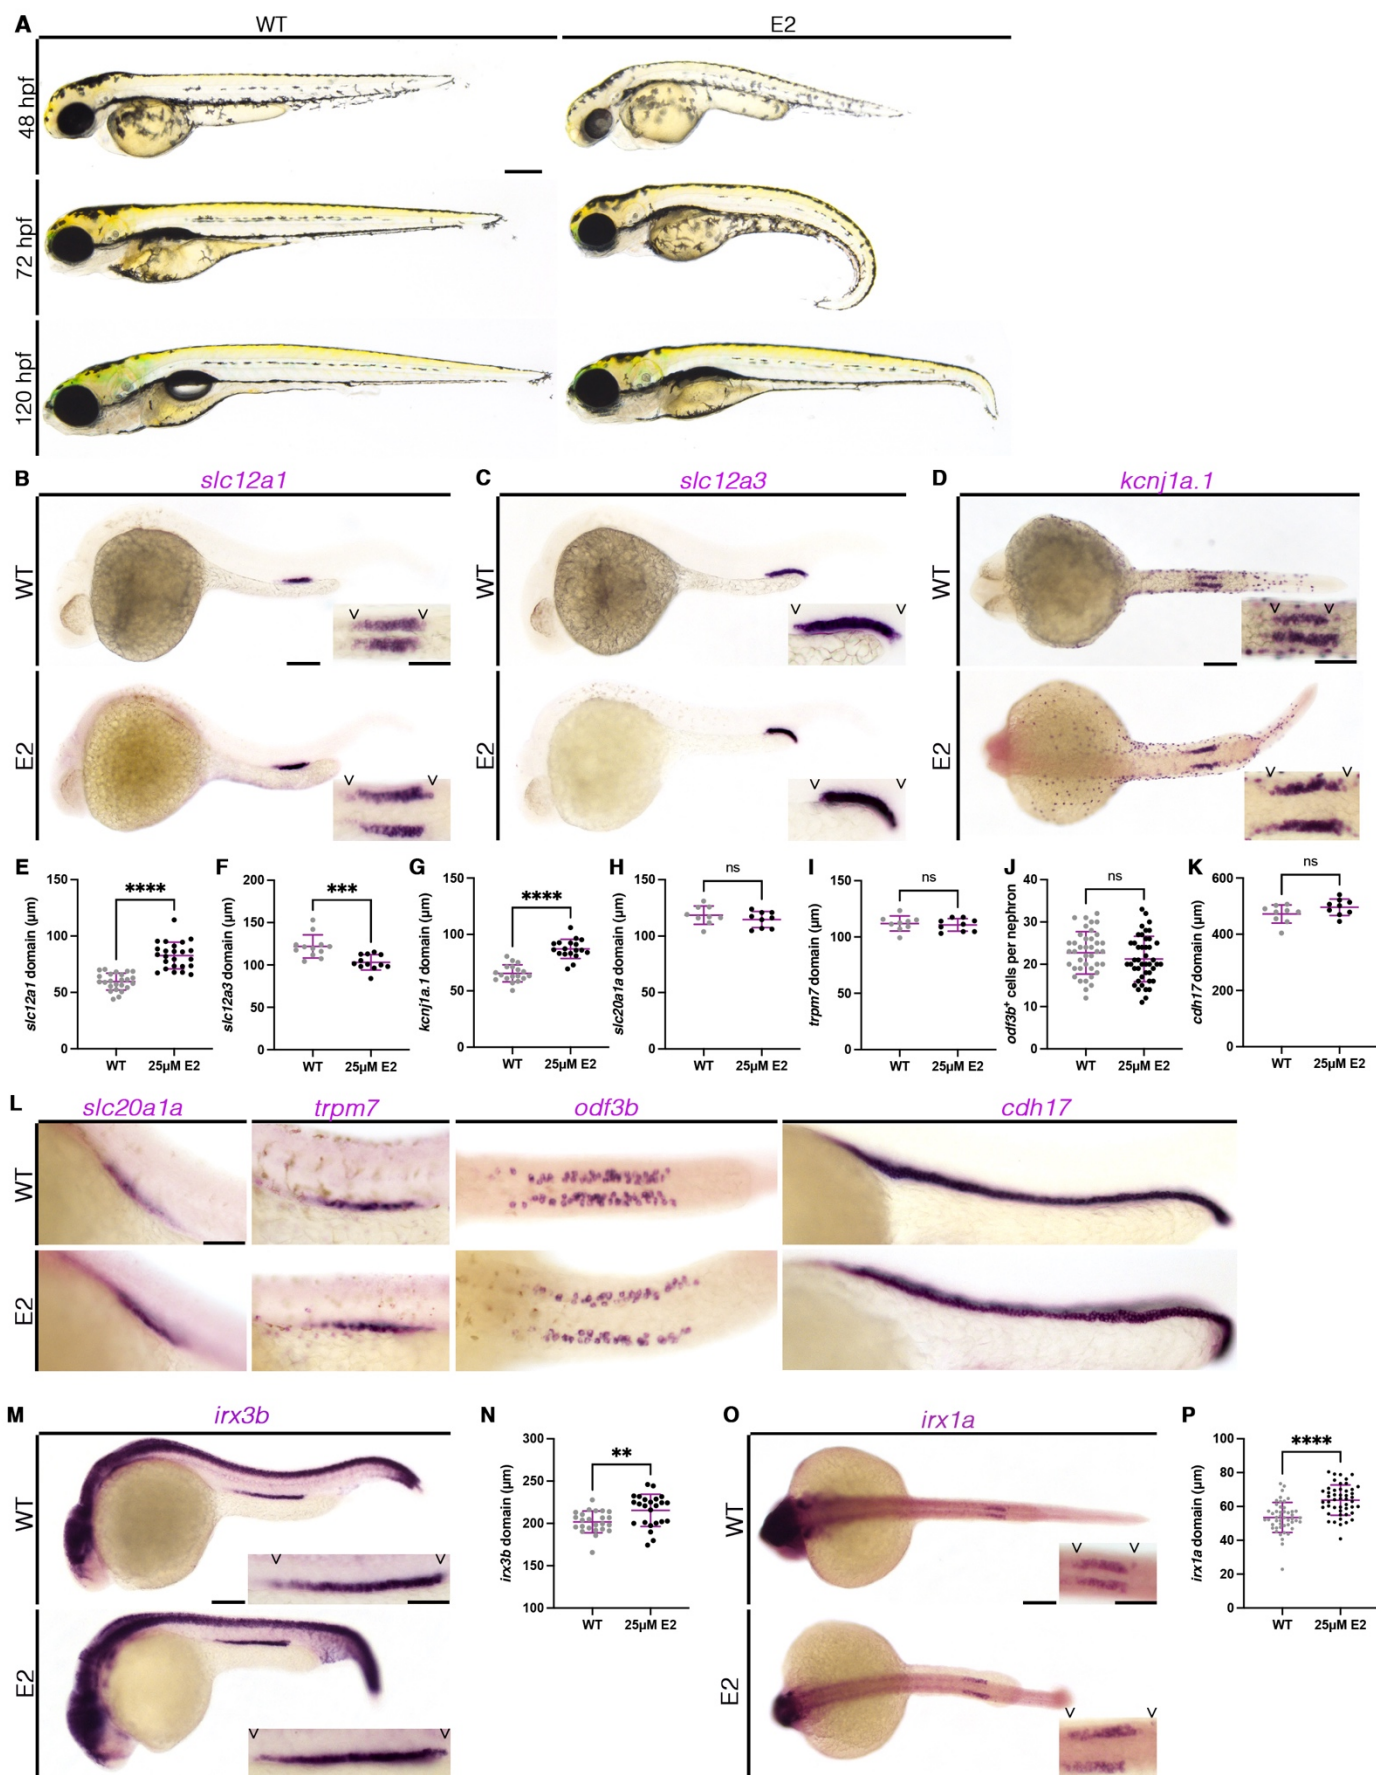 A WT E2
48 hpf
72 hpf
120 hpf
B slc12a1 C slc12a3 D kcnj1a.1
WT WT WT
V V V V V V
E2 E2 E2
V V V V V V
E F G H I J K
slc12a1 domain (µm)
150
100
50
0
****
WT 25µM E2
slc12a3 domain (µm)
200
150
100
50
0
***
WT 25µM E2
kcnj1a.1 domain (µm)
150
100
50
0
****
WT 25µM E2
slc20a1a domain (µm)
150
100
50
0
ns
WT 25µM E2
trpm7 domain (µm)
150
100
50
0
ns
WT 25µM E2
odf3b+ cells per nephron
40
30
20
10
0
ns
WT 25µM E2
cdh17 domain (µm)
600
400
200
0
ns
WT 25µM E2
L slc20a1a trpm7 odf3b cdh17
WT
E2
M irx3b
WT
V V
E2
V V
N
irx3b domain (µm)
300
250
200
150
100
**
WT 25µM E2
O irx1a
WT
V V
E2
V V
P
irx1a domain (µm)
100
80
60
40
20
0
****
WT 25µM E2